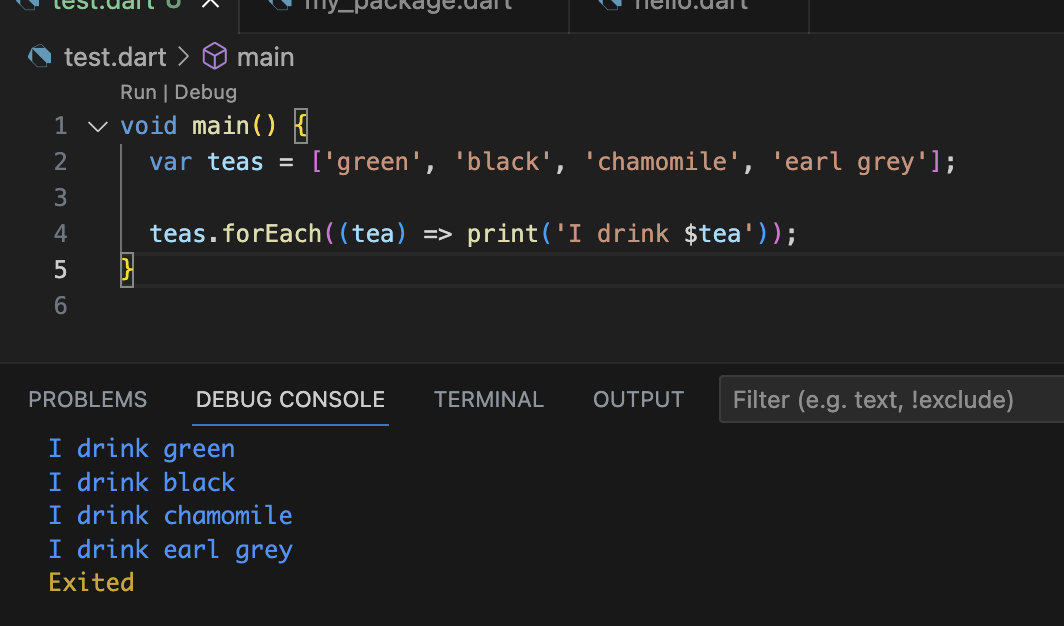 test.dart U
my_package.dart
hello.dart
test.dart > main
Run | Debug
1 void main() {
2 var teas = ['green', 'black', 'chamomile', 'earl grey'];
3
4 teas.forEach((tea) => print('I drink $tea'));
5 }
6
PROBLEMS DEBUG CONSOLE TERMINAL OUTPUT Filter (e.g. text, !exclude)
I drink green
I drink black
I drink chamomile
I drink earl grey
Exited